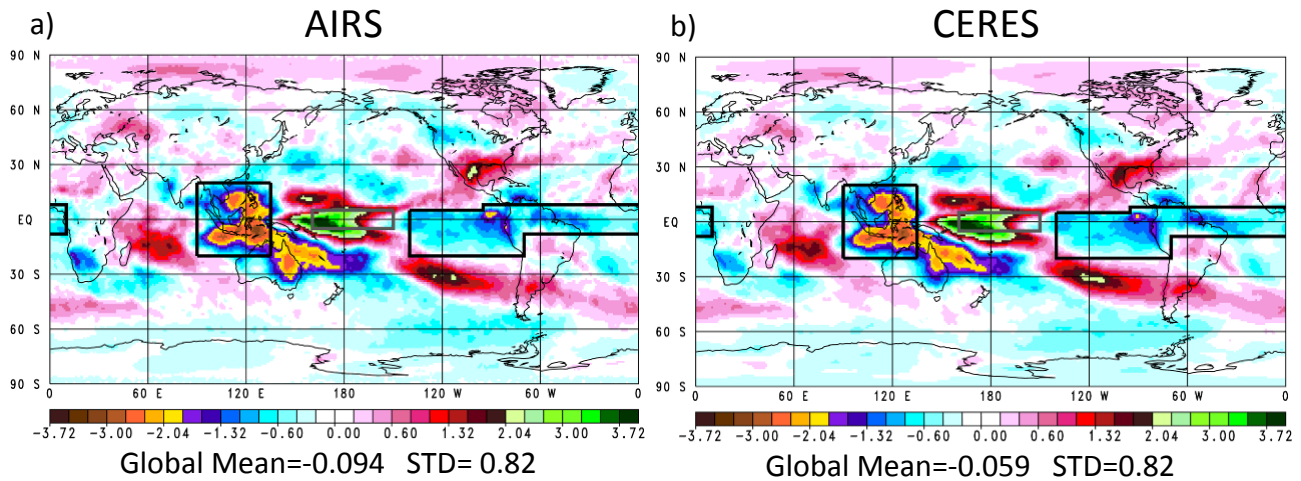 a) AIRS
90 N
60 N
30 N
EQ
30 S
60 S
90 S
0 60 E 120 E 180 120 W 60 W 0
-3.72 -3.00 -2.04 -1.32 -0.60 0.00 0.60 1.32 2.04 3.00 3.72
Global Mean=-0.094 STD= 0.82
b) CERES
90 N
60 N
30 N
EQ
30 S
60 S
90 S
0 60 E 120 E 180 120 W 60 W 0
-3.72 -3.00 -2.04 -1.32 -0.60 0.00 0.60 1.32 2.04 3.00 3.72
Global Mean=-0.059 STD=0.82